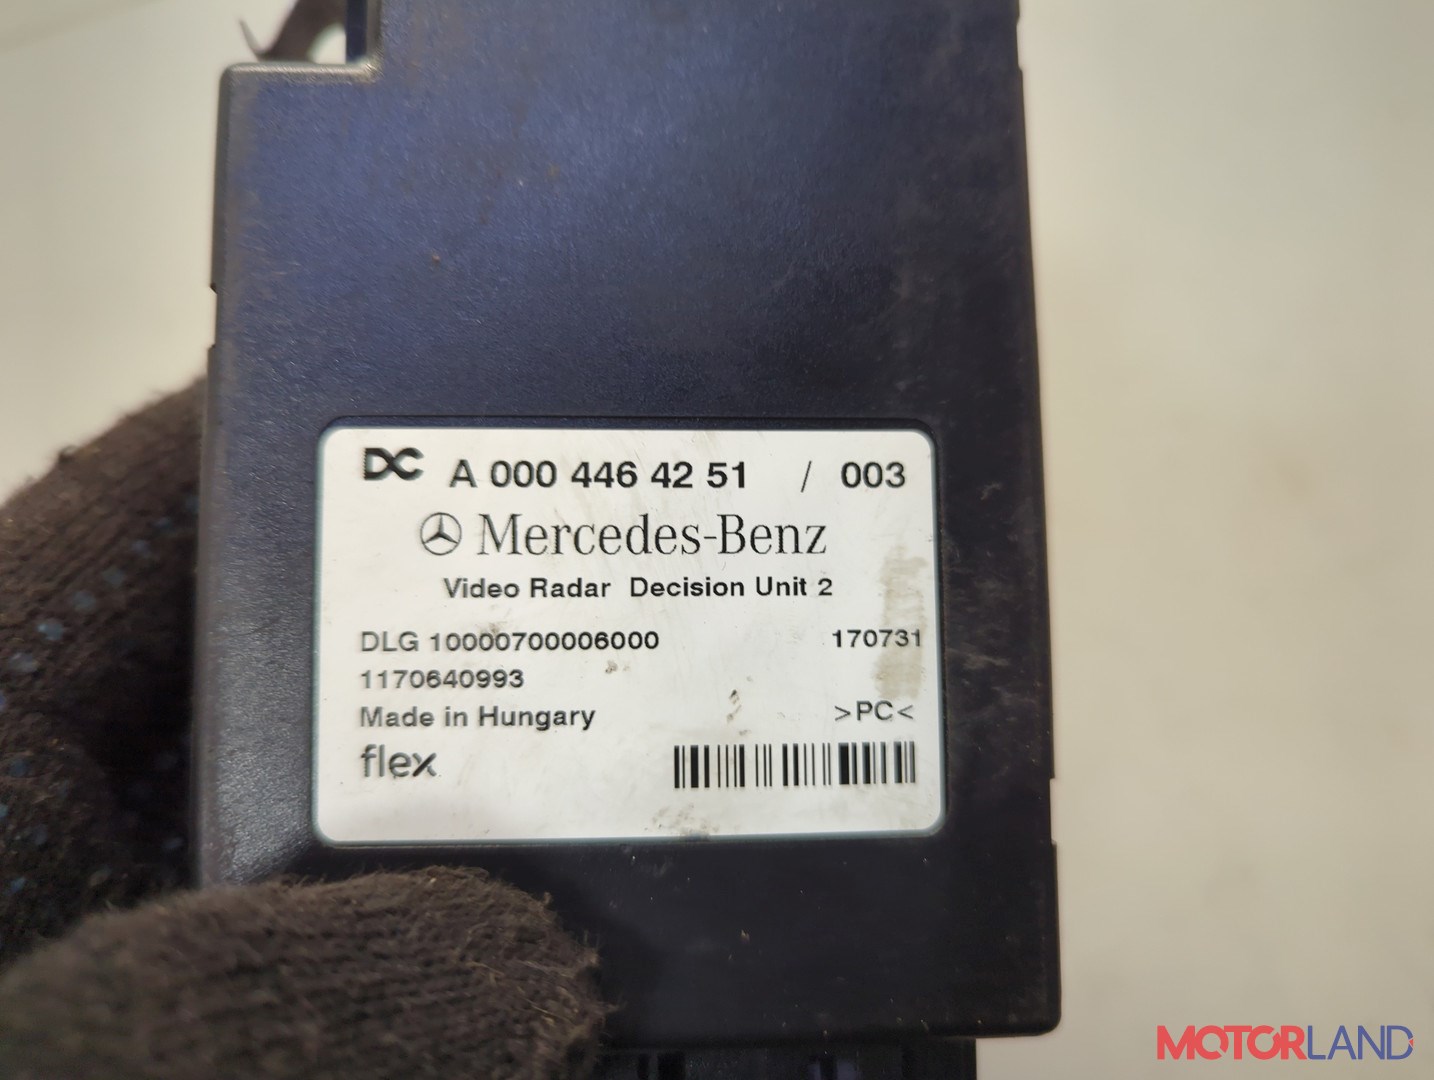 DC A 000 446 42 51 / 003
Mercedes-Benz
Video Radar Decision Unit 2
DLG 10000700006000 170731
1170640993
Made in Hungary >PC<
flex
MOTORLAND